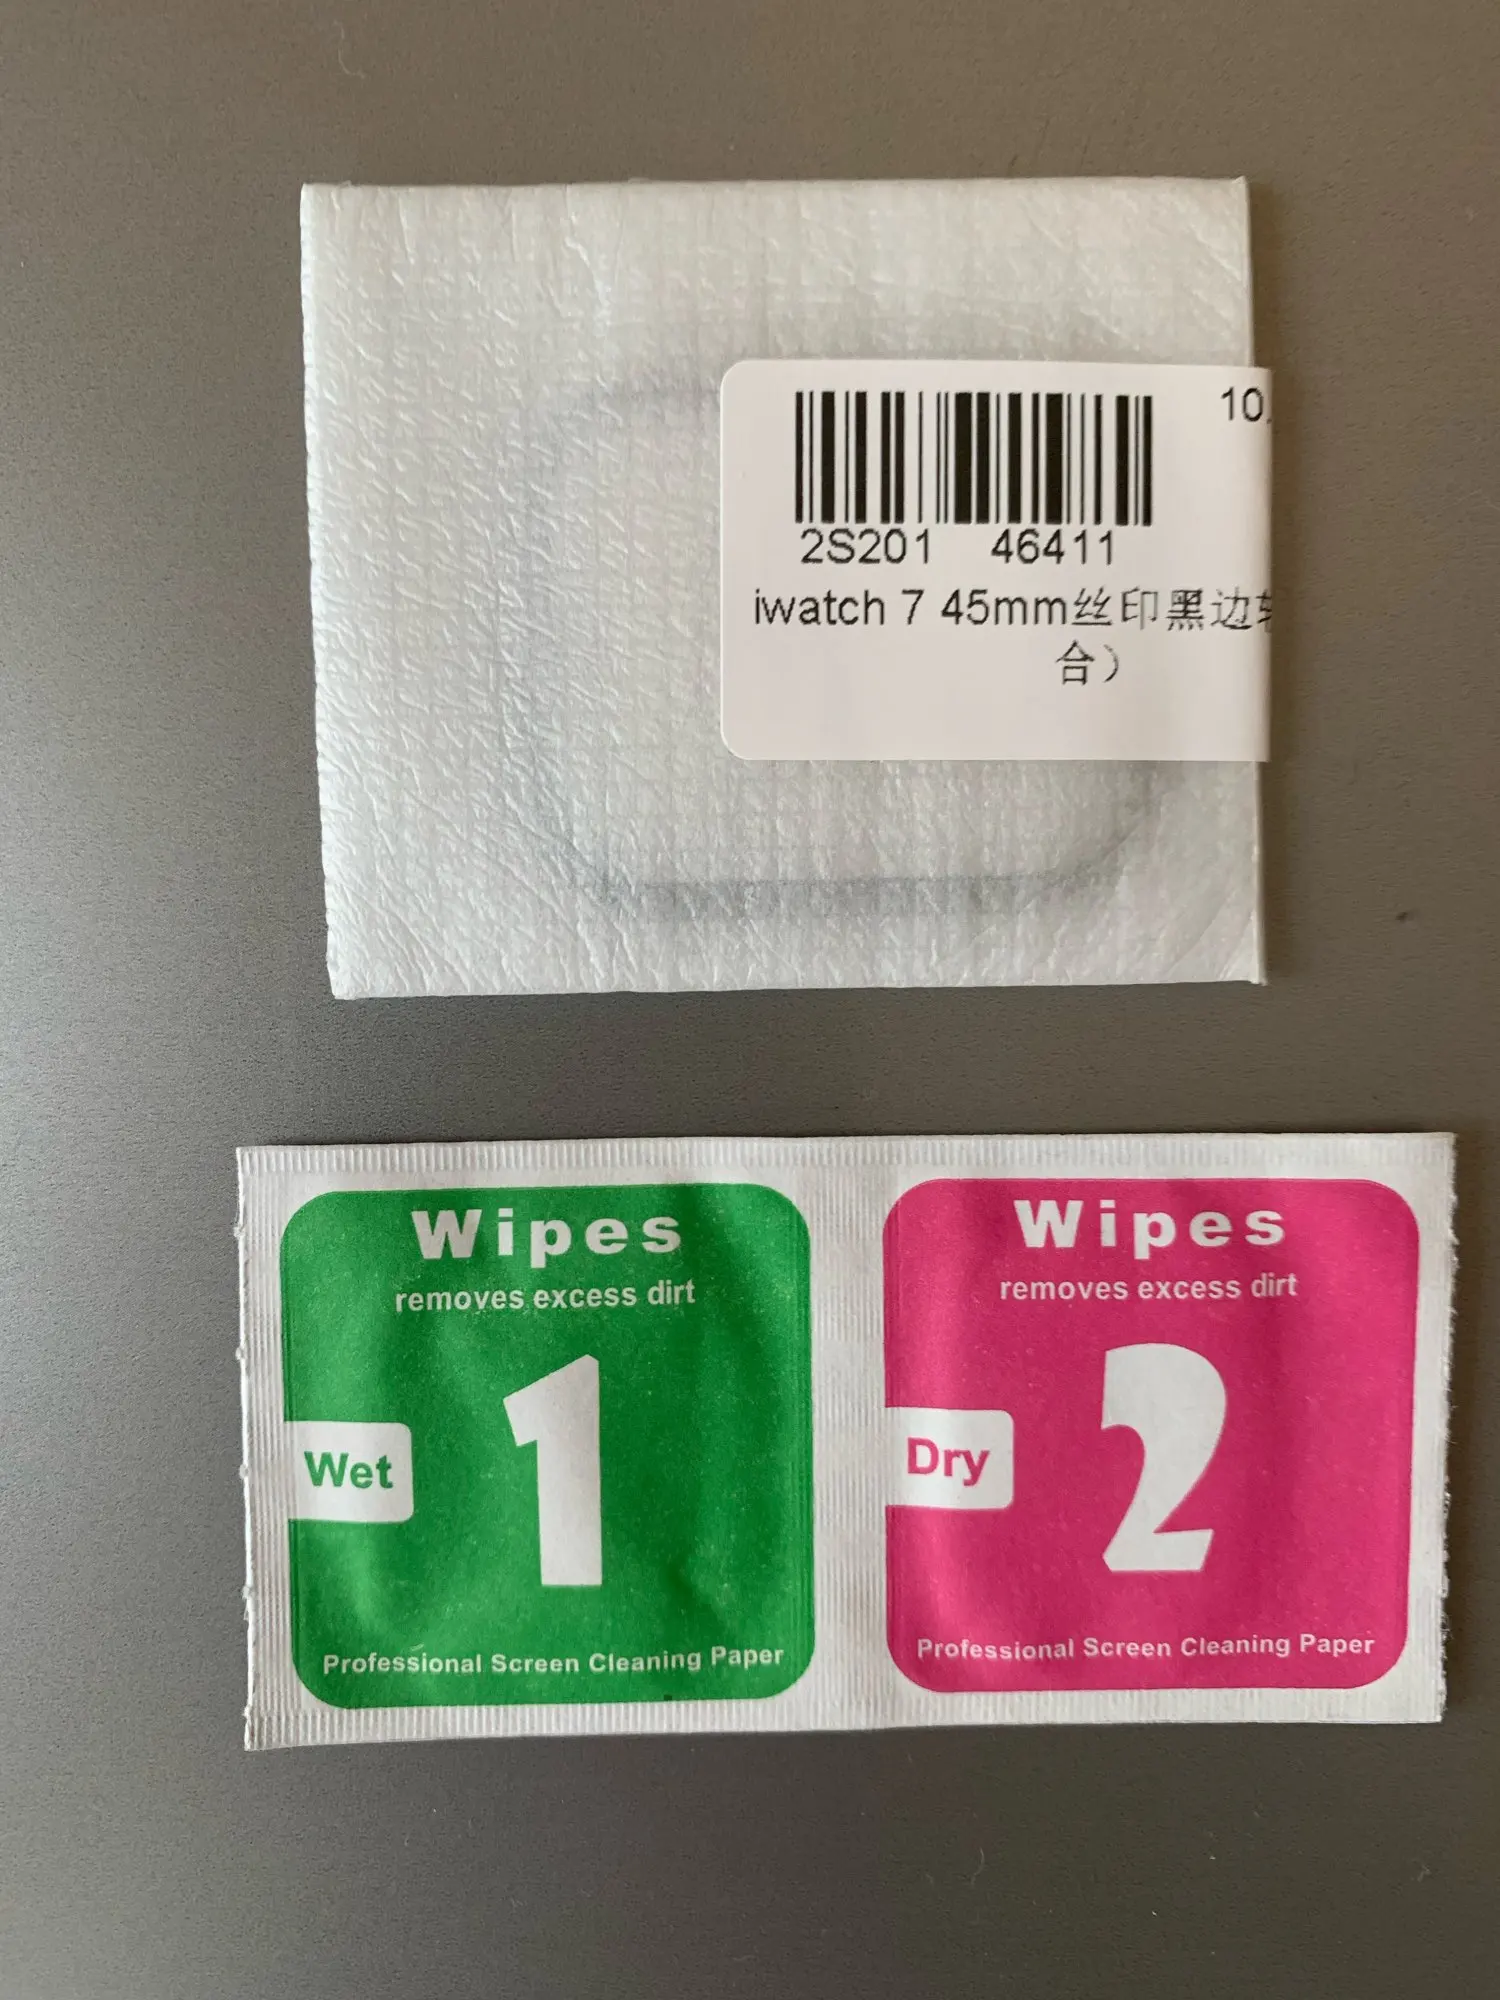 10
2S201 46411
iwatch 7 45mm丝印黑边
合）
Wipes
removes excess dirt
1
Wet
Professional Screen Cleaning Paper
Wipes
removes excess dirt
2
Dry
Professional Screen Cleaning Paper